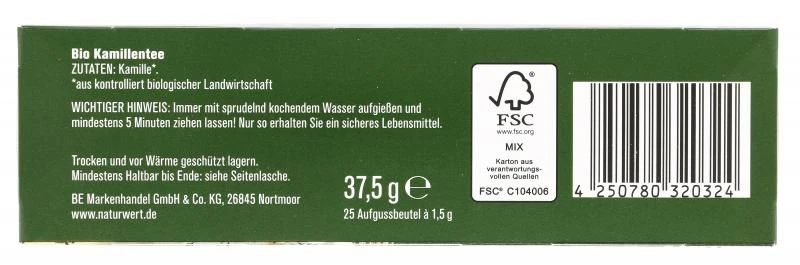 Bio Kamillentee
ZUTATEN: Kamille*.
*aus kontrolliert biologischer Landwirtschaft
WICHTIGER HINWEIS: Immer mit sprudelnd kochendem Wasser aufgießen und
mindestens 5 Minuten ziehen lassen! Nur so erhalten Sie ein sicheres Lebensmittel.
Trocken und vor Wärme geschützt lagern.
Mindestens Haltbar bis Ende: siehe Seitenlasche.
BE Markenhandel GmbH & Co. KG, 26845 Nortmoor
www.naturwert.de
37,5 g ℮
25 Aufgussbeutel à 1,5 g
FSC
www.fsc.org
MIX
Karton aus
verantwortungs-
vollen Quellen
FSC® C104006
4 250780 320324